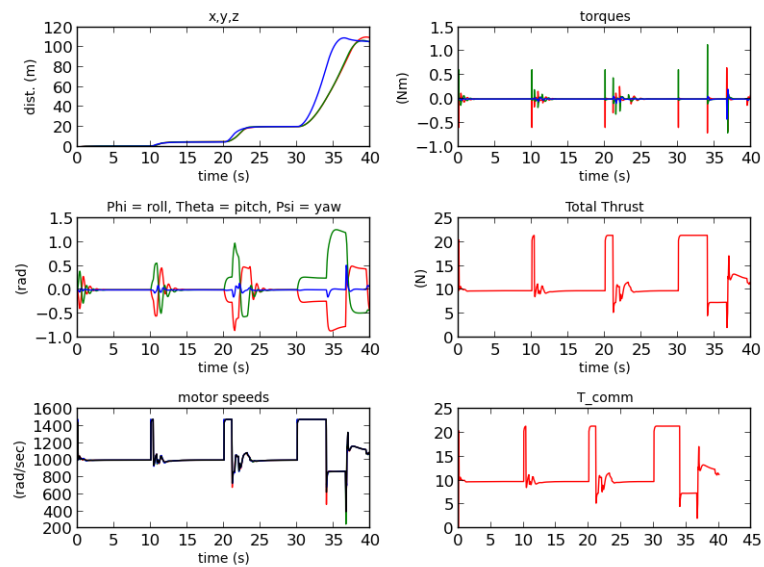 x,y,z
120
100
80
60
40
20
0
dist. (m)
0 5 10 15 20 25 30 35 40
time (s)
torques
1.5
1.0
0.5
0.0
−0.5
−1.0
(Nm)
0 5 10 15 20 25 30 35 40
time (s)
Phi = roll, Theta = pitch, Psi = yaw
1.5
1.0
0.5
0.0
−0.5
−1.0
(rad)
0 5 10 15 20 25 30 35 40
time (s)
Total Thrust
25
20
15
10
5
0
(N)
0 5 10 15 20 25 30 35 40
time (s)
motor speeds
1600
1400
1200
1000
800
600
400
200
(rad/sec)
0 5 10 15 20 25 30 35 40
time (s)
T_comm
25
20
15
10
5
0
0 5 10 15 20 25 30 35 40 45
time (s)